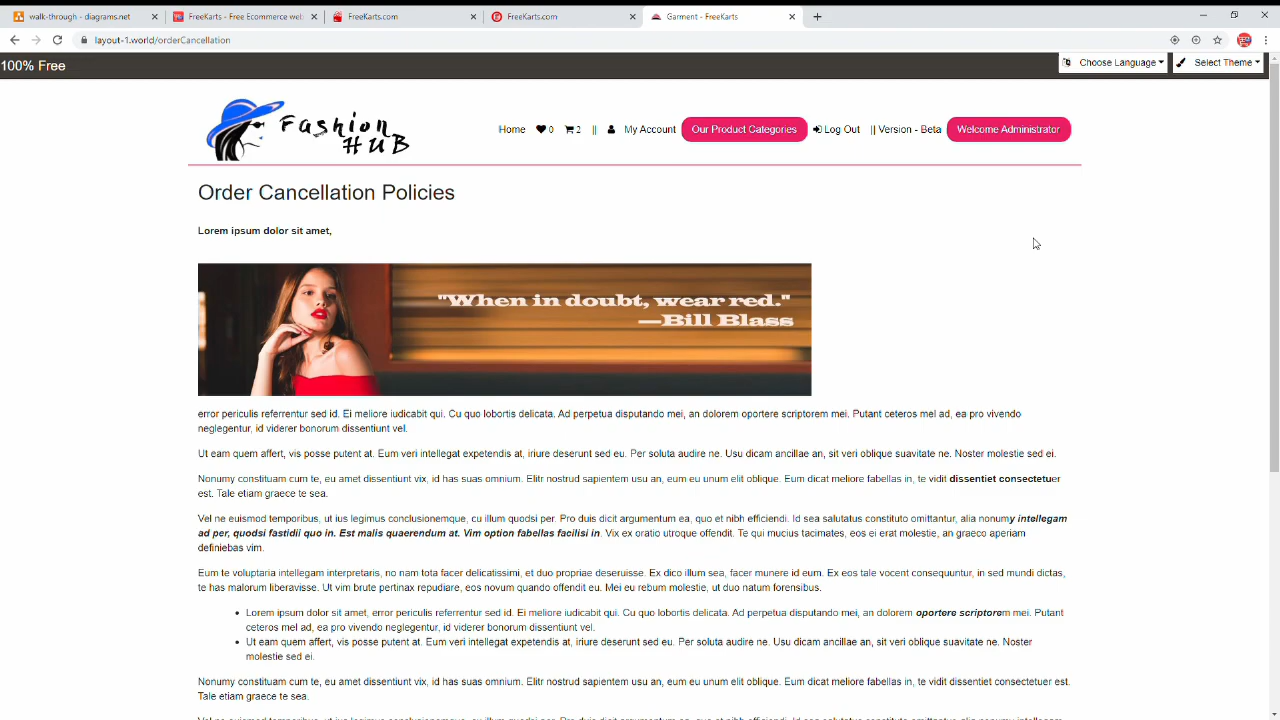 walk-through - diagrams.net
FreeKarts - Free Ecommerce web
FreeKarts.com
FreeKarts.com
Garment - FreeKarts
layout-1.world/orderCancellation
100% Free
Choose Language
Select Theme
Fashion
HUB
Home 0 2 || My Account Our Product Categories Log Out || Version - Beta Welcome Administrator
Order Cancellation Policies
Lorem ipsum dolor sit amet,
"When in doubt, wear red."
—Bill Blass
error periculis referrentur sed id. Ei meliore iudicabit qui. Cu quo lobortis delicata. Ad perpetua disputando mei, an dolorem oportere scriptorem mei. Putant ceteros mel ad, ea pro vivendo
neglegentur, id viderer bonorum dissentiunt vel.
Ut eam quem affert, vis posse putent at. Eum veri intellegat expetendis at, iriure deserunt sed eu. Per soluta audire ne. Usu dicam ancillae an, sit veri oblique suavitate ne. Noster molestie sed ei.
Nonumy constituam cum te, eu amet dissentiunt vix, id has suas omnium. Elitr nostrud sapientem usu an, eum eu unum elit oblique. Eum dicat meliore fabellas in, te vidit dissentiet consectetuer
est. Tale etiam graece te sea.
Vel ne euismod temporibus, ut ius legimus conclusionemque, cu illum quodsi per. Pro duis dicit argumentum ea, quo et nibh efficiendi. Id sea salutatus constituto omittantur, alia nonumy intellegam
ad per, quodsi fastidii quo in. Est malis quaerendum at. Vim option fabellas facilisi in. Vix ex oratio utroque offendit. Te qui mucius tacimates, eos ei erat molestie, an graeco aperiam
definiebas vim.
Eum te voluptaria intellegam interpretaris, no nam tota facer delicatissimi, et duo propriae deseruisse. Ex dico illum sea, facer munere id eum. Ex eos tale vocent consequuntur, in sed mundi dictas,
te has malorum liberavisse. Ut vim brute pertinax repudiare, eos novum quando offendit eu. Mei eu rebum molestie, ut duo natum forensibus.
Lorem ipsum dolor sit amet, error periculis referrentur sed id. Ei meliore iudicabit qui. Cu quo lobortis delicata. Ad perpetua disputando mei, an dolorem oportere scriptorem mei. Putant
ceteros mel ad, ea pro vivendo neglegentur, id viderer bonorum dissentiunt vel.
Ut eam quem affert, vis posse putent at. Eum veri intellegat expetendis at, iriure deserunt sed eu. Per soluta audire ne. Usu dicam ancillae an, sit veri oblique suavitate ne. Noster
molestie sed ei.
Nonumy constituam cum te, eu amet dissentiunt vix, id has suas omnium. Elitr nostrud sapientem usu an, eum eu unum elit oblique. Eum dicat meliore fabellas in, te vidit dissentiet consectetuer est.
Tale etiam graece te sea.